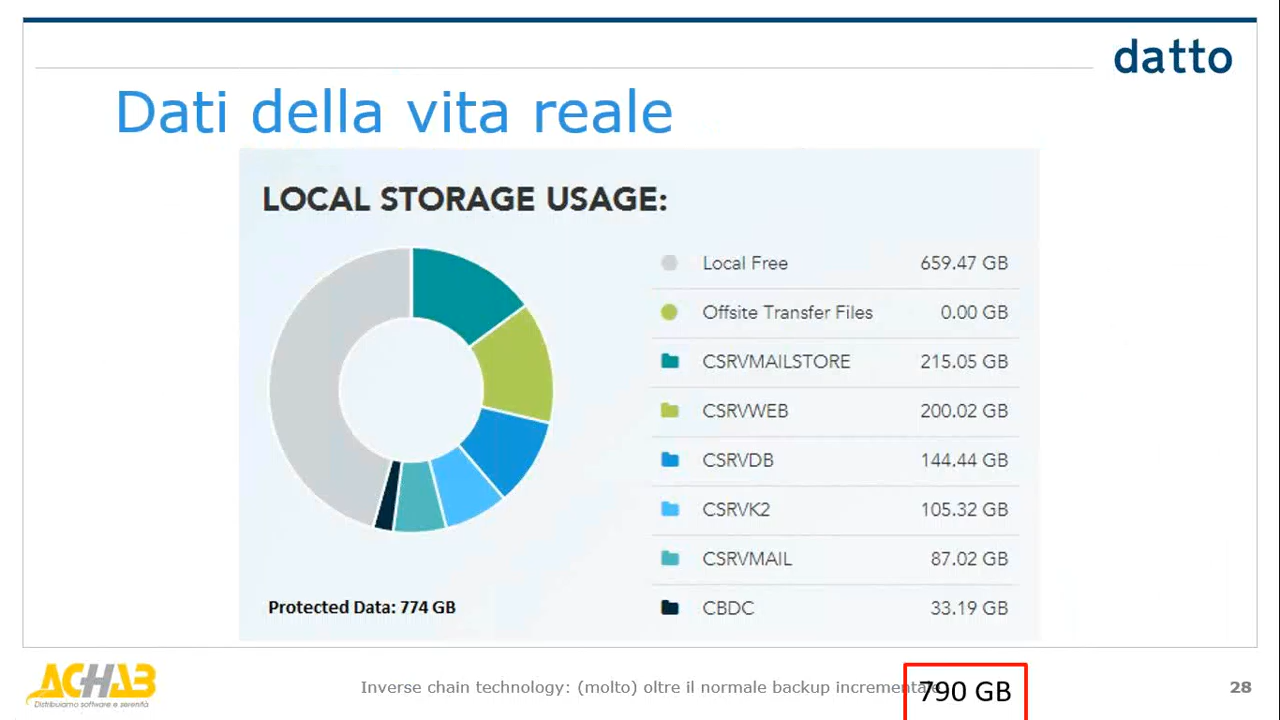 datto
Dati della vita reale
LOCAL STORAGE USAGE:
Local Free 659.47 GB
Offsite Transfer Files 0.00 GB
CSRVMAILSTORE 215.05 GB
CSRVWEB 200.02 GB
CSRVDB 144.44 GB
CSRVK2 105.32 GB
CSRVMAIL 87.02 GB
CBDC 33.19 GB
Protected Data: 774 GB
ACHAB
Distribuiamo software e serenità
Inverse chain technology: (molto) oltre il normale backup incrementale
790 GB
28